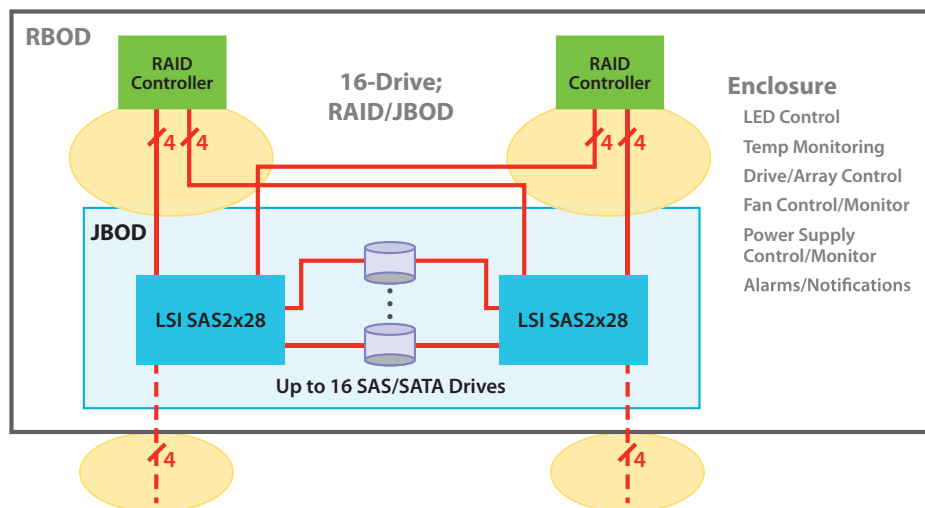 RBOD
RAID
Controller
16-Drive;
RAID/JBOD
RAID
Controller
Enclosure
LED Control
Temp Monitoring
Drive/Array Control
Fan Control/Monitor
Power Supply
Control/Monitor
Alarms/Notifications
4
4
4
4
JBOD
LSI SAS2x28
LSI SAS2x28
Up to 16 SAS/SATA Drives
4
4